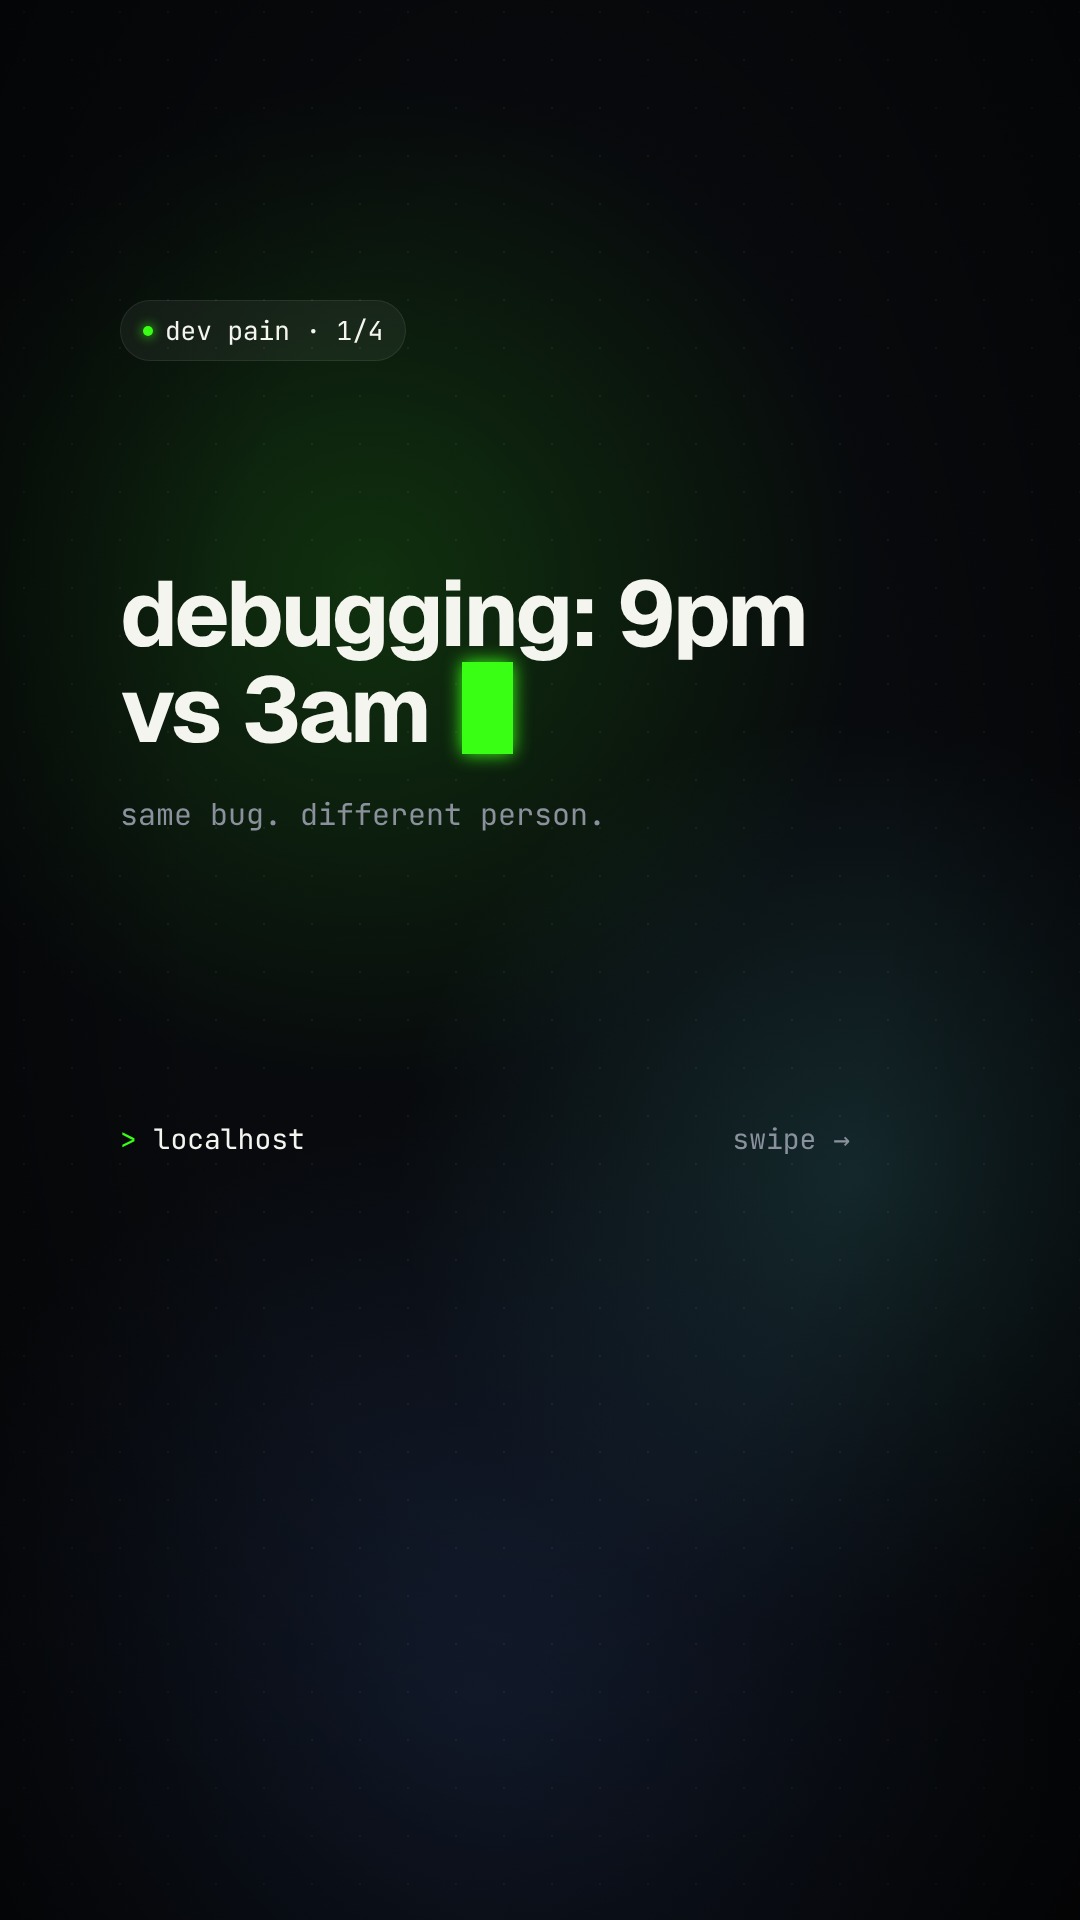 dev pain · 1/4
debugging: 9pm
vs 3am
same bug. different person.
> localhost
swipe →